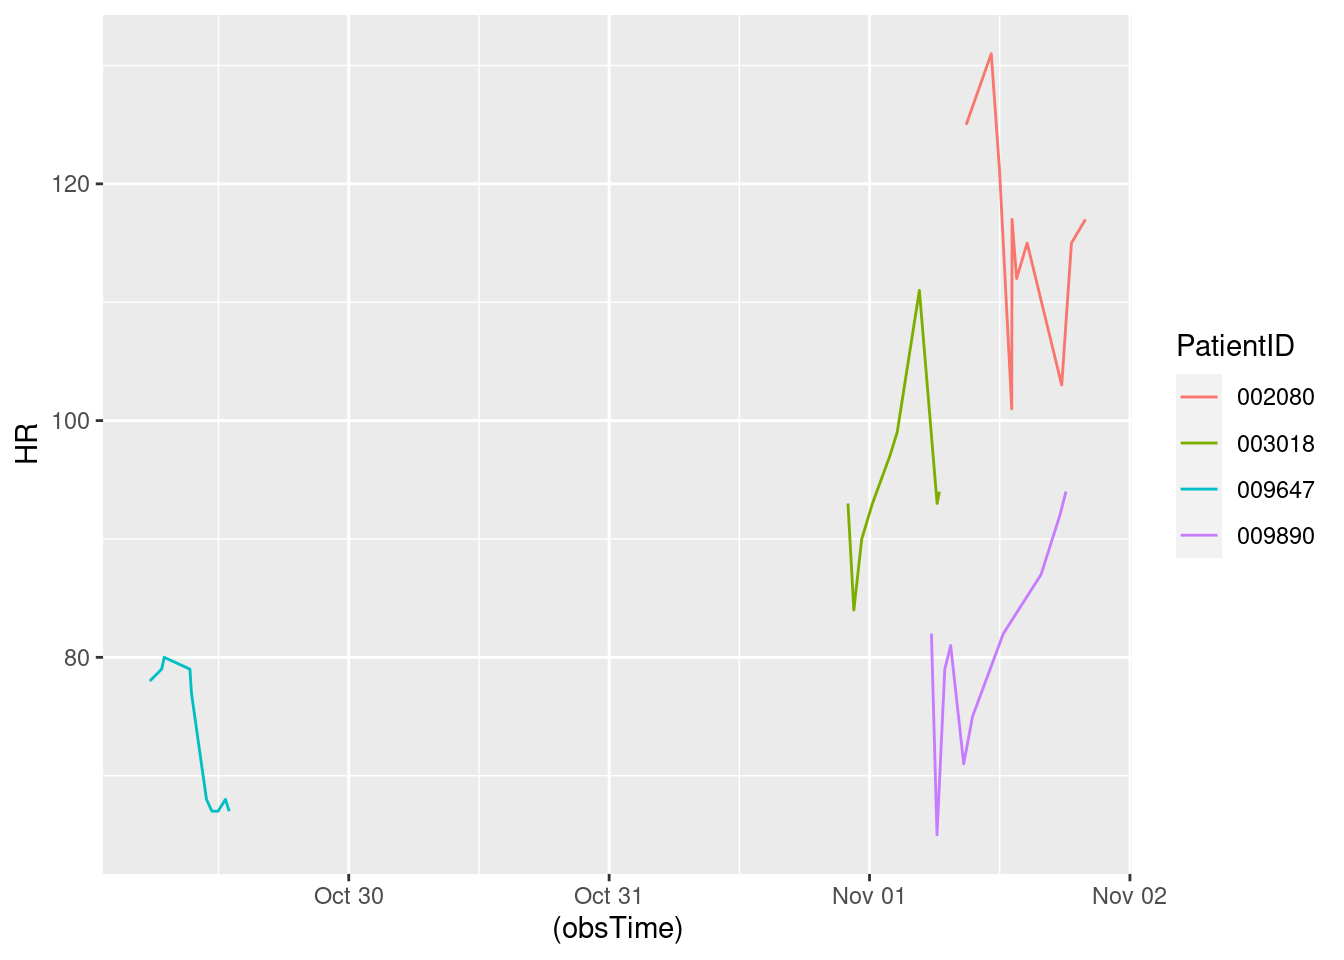 HR
120
100
80
Oct 30
Oct 31
Nov 01
Nov 02
(obsTime)
PatientID
002080
003018
009647
009890